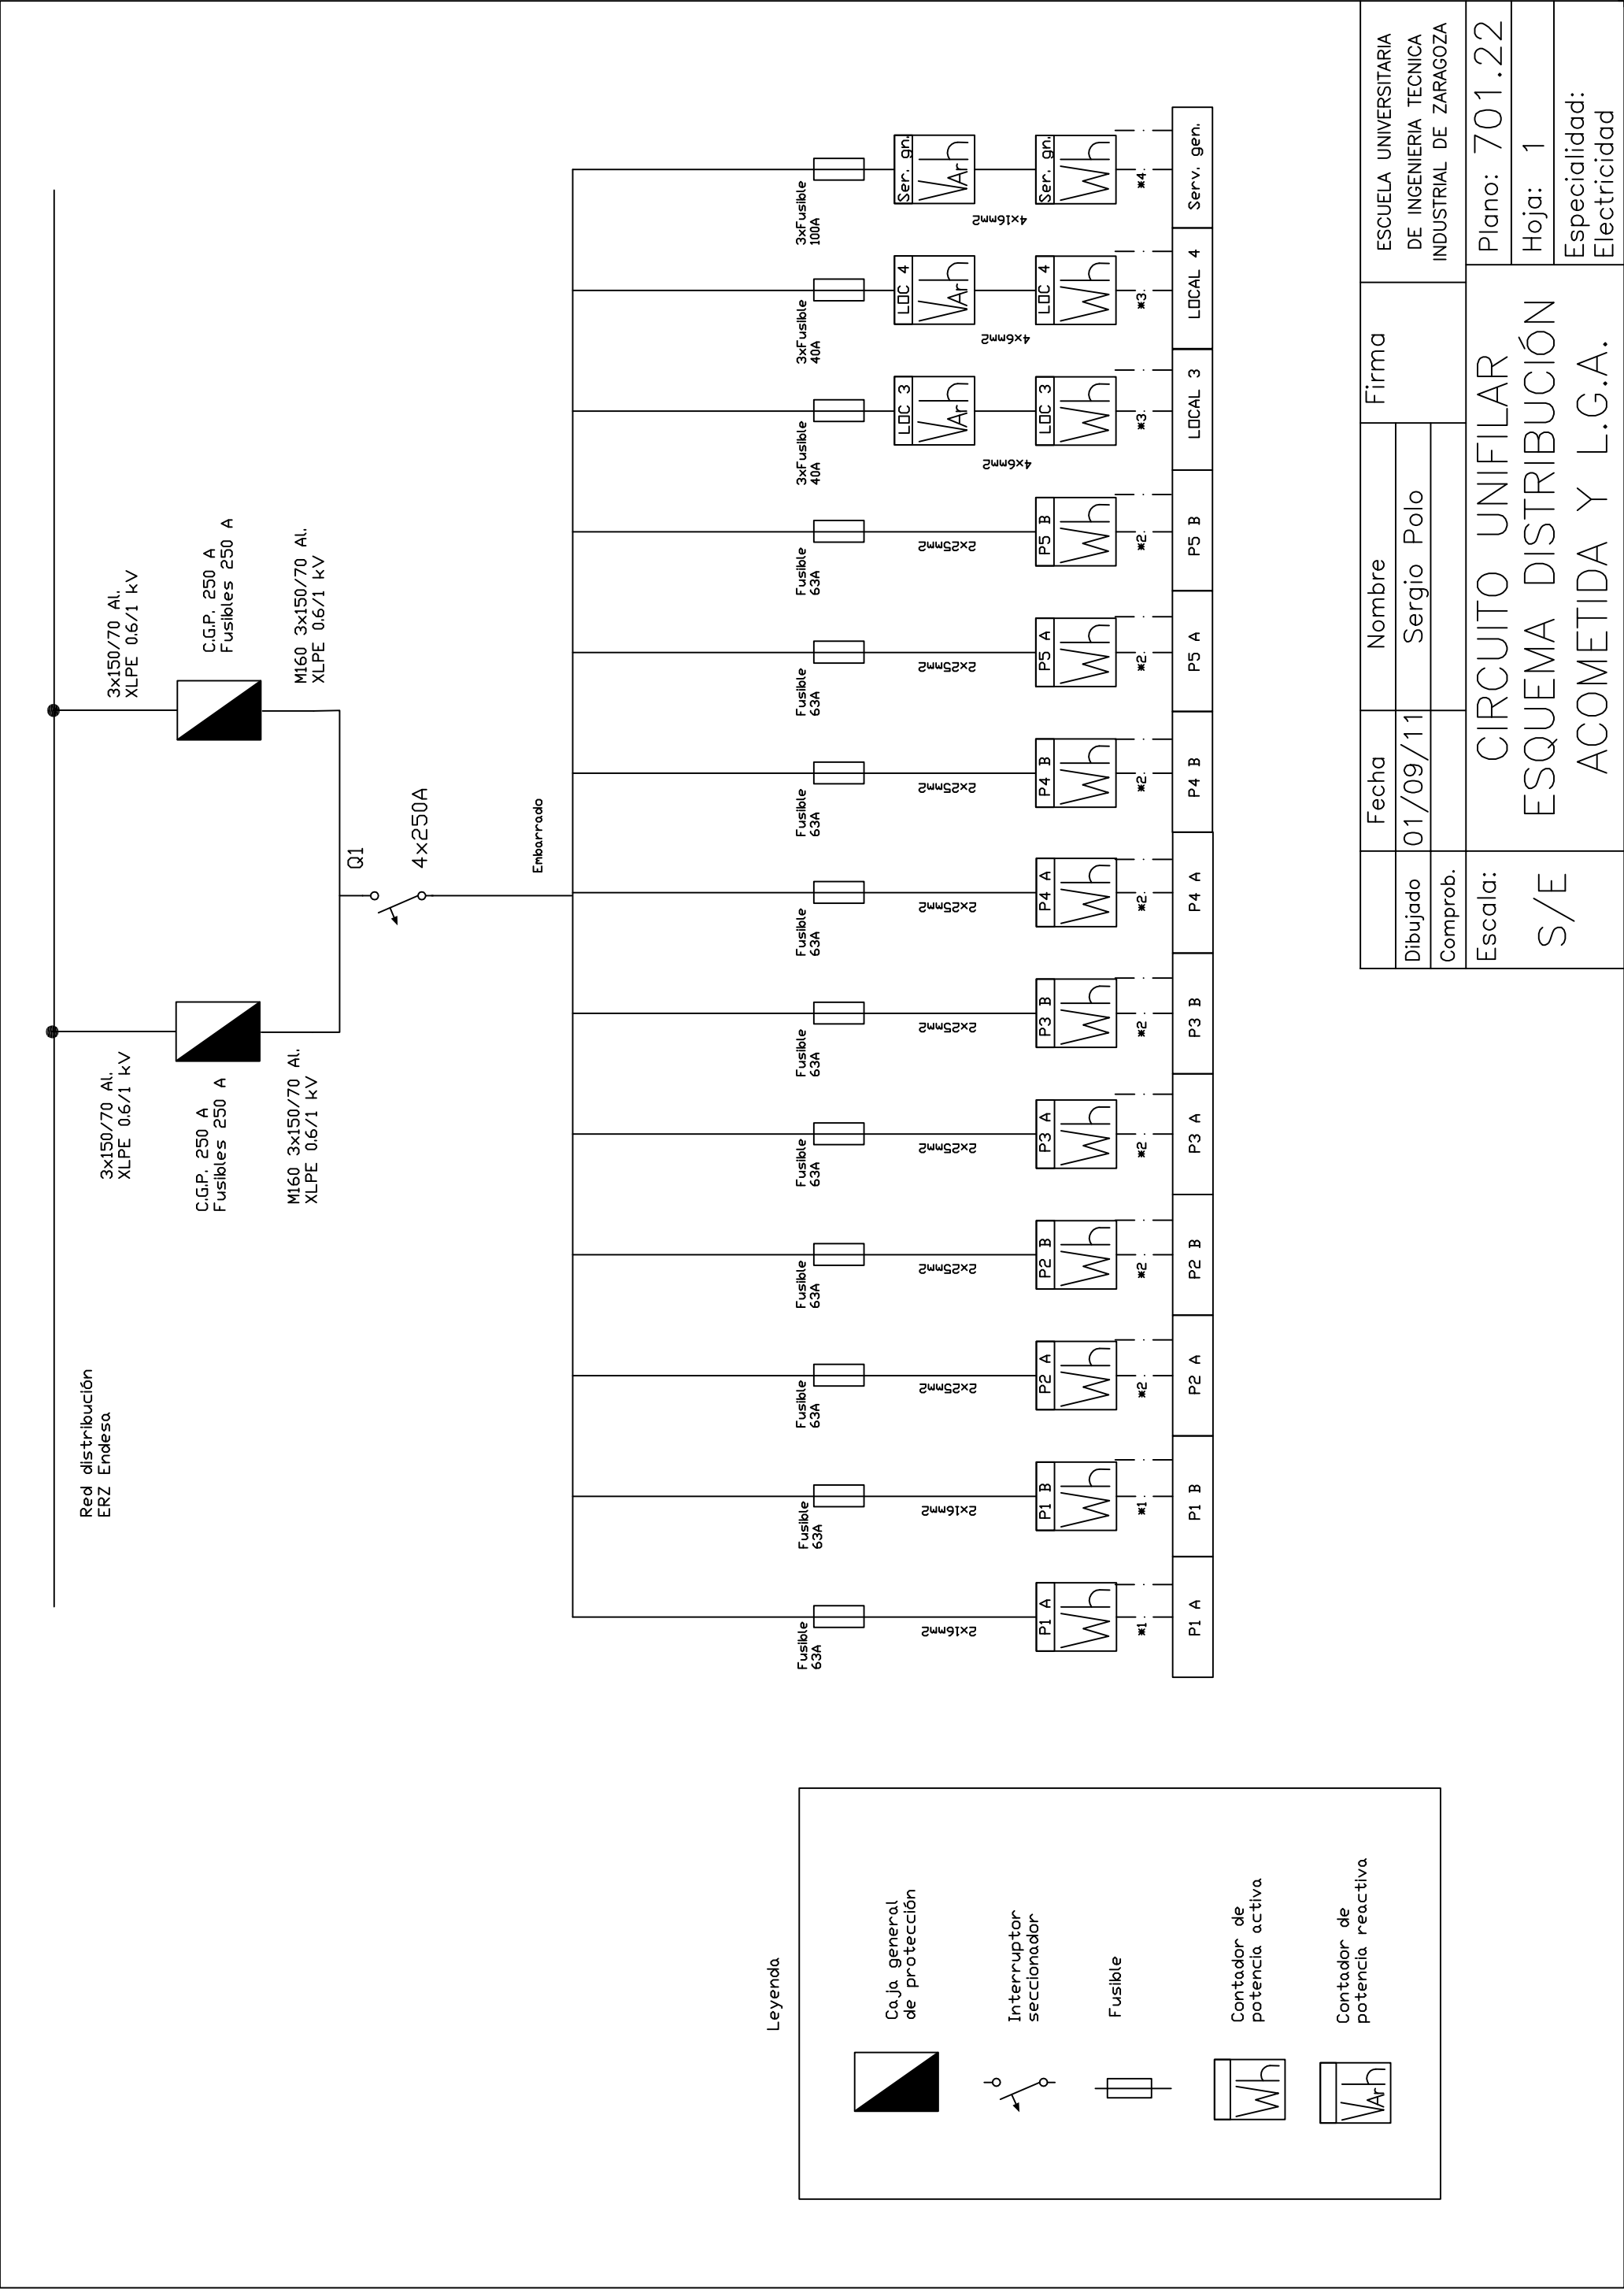 Red distribución
ERZ Endesa
3x150/70 Al.
XLPE 0.6/1 kV
C.G.P. 250 A
Fusibles 250 A
M160 3x150/70 Al.
XLPE 0.6/1 kV
3x150/70 Al.
XLPE 0.6/1 kV
C.G.P. 250 A
Fusibles 250 A
M160 3x150/70 Al.
XLPE 0.6/1 kV
Q1
4x250A
Embarrado
Fusible
63A
2x16mm2
P1 A
Wh
*1
P1 A
Fusible
63A
2x16mm2
P1 B
Wh
*1
P1 B
Fusible
63A
2x25mm2
P2 A
Wh
*2
P2 A
Fusible
63A
2x25mm2
P2 B
Wh
*2
P2 B
Fusible
63A
2x25mm2
P3 A
Wh
*2
P3 A
Fusible
63A
2x25mm2
P3 B
Wh
*2
P3 B
Fusible
63A
2x25mm2
P4 A
Wh
*2
P4 A
Fusible
63A
2x25mm2
P4 B
Wh
*2
P4 B
Fusible
63A
2x25mm2
P5 A
Wh
*2
P5 A
Fusible
63A
2x25mm2
P5 B
Wh
*2
P5 B
3xFusible
40A
LOC 3
VArh
4x6mm2
LOC 3
Wh
*3
LOCAL 3
3xFusible
40A
LOC 4
VArh
4x6mm2
LOC 4
Wh
*3
LOCAL 4
3xFusible
100A
Ser. gn.
VArh
4x16mm2
Ser. gn.
Wh
*4
Serv. gen.
Leyenda
Caja general
de protección
Interruptor
seccionador
Fusible
Wh
Contador de
potencia activa
VArh
Contador de
potencia reactiva
Fecha
Nombre
Firma
ESCUELA UNIVERSITARIA
DE INGENIERIA TECNICA
INDUSTRIAL DE ZARAGOZA
Dibujado
01/09/11
Sergio Polo
Comprob.
Escala:
S/E
CIRCUITO UNIFILAR
ESQUEMA DISTRIBUCIÓN
ACOMETIDA Y L.G.A.
Plano: 701.22
Hoja: 1
Especialidad:
Electricidad